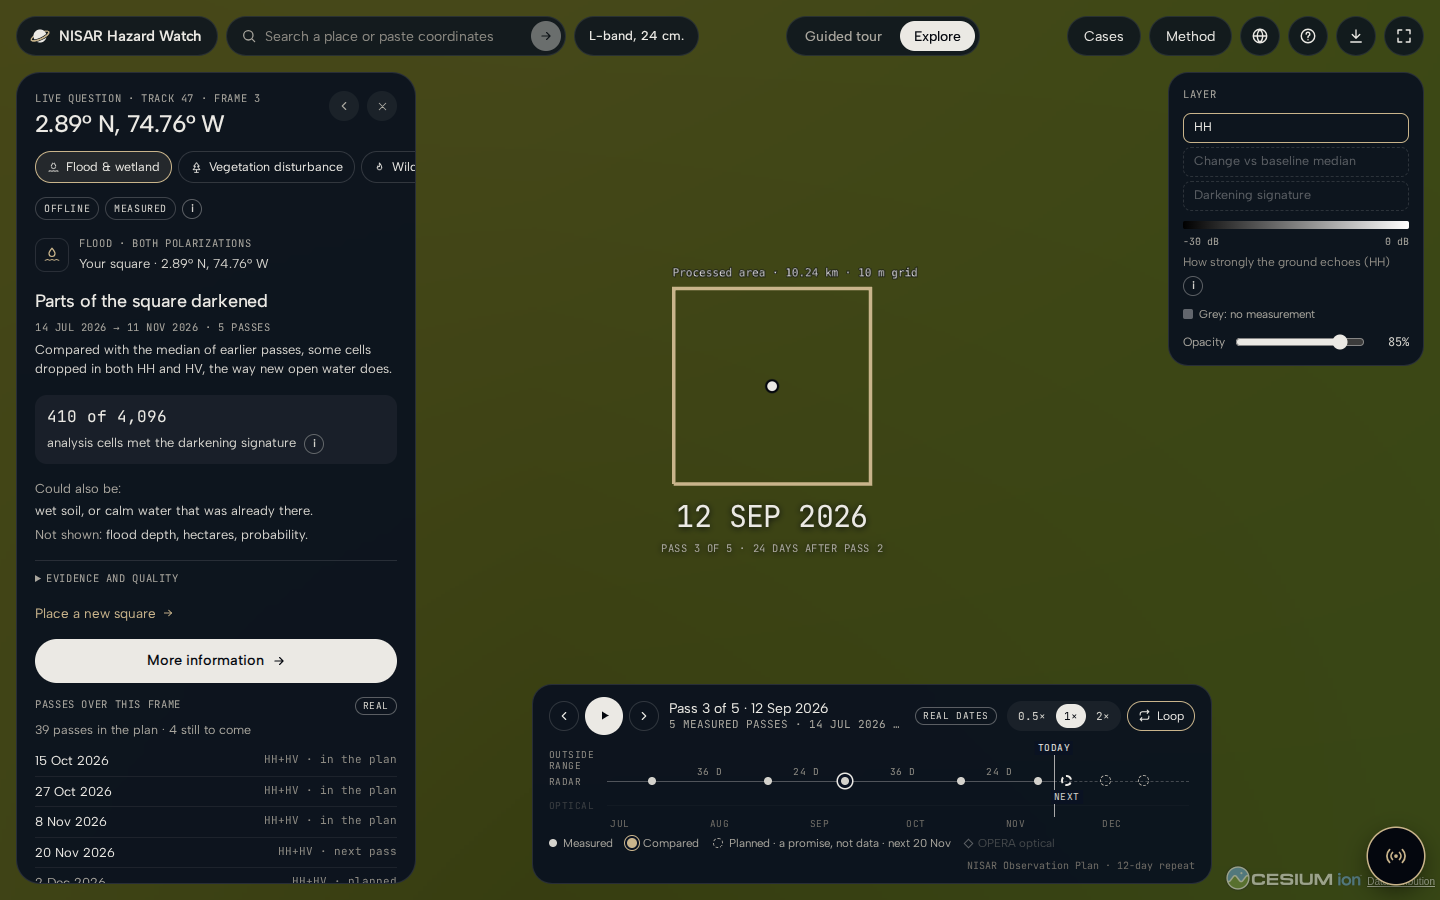 NISAR Hazard Watch
Search a place or paste coordinates
L-band, 24 cm.
Guided tour
Explore
Cases
Method
LIVE QUESTION · TRACK 47 · FRAME 3
2.89° N, 74.76° W
Flood & wetland
Vegetation disturbance
OFFLINE
MEASURED
i
FLOOD · BOTH POLARIZATIONS
Your square · 2.89° N, 74.76° W
Parts of the square darkened
14 JUL 2026 → 11 NOV 2026 · 5 PASSES
Compared with the median of earlier passes, some cells
dropped in both HH and HV, the way new open water does.
410 of 4,096
analysis cells met the darkening signature i
Could also be:
wet soil, or calm water that was already there.
Not shown: flood depth, hectares, probability.
EVIDENCE AND QUALITY
Place a new square →
More information →
PASSES OVER THIS FRAME
REAL
39 passes in the plan · 4 still to come
15 Oct 2026 HH+HV · in the plan
27 Oct 2026 HH+HV · in the plan
8 Nov 2026 HH+HV · in the plan
20 Nov 2026 HH+HV · next pass
2 Dec 2026 HH+HV · planned
Processed area · 10.24 km · 10 m grid
12 SEP 2026
PASS 3 OF 5 · 24 DAYS AFTER PASS 2
LAYER
HH
Change vs baseline median
Darkening signature
-30 dB 0 dB
How strongly the ground echoes (HH)
i
Grey: no measurement
Opacity 85%
Pass 3 of 5 · 12 Sep 2026
5 MEASURED PASSES · 14 JUL 2026 …
REAL DATES
0.5× 1× 2×
Loop
TODAY
OUTSIDE
RANGE
RADAR
36 D 24 D 36 D 24 D
NEXT
OPTICAL
JUL AUG SEP OCT NOV DEC
Measured Compared Planned · a promise, not data · next 20 Nov OPERA optical
NISAR Observation Plan · 12-day repeat
CESIUM ion